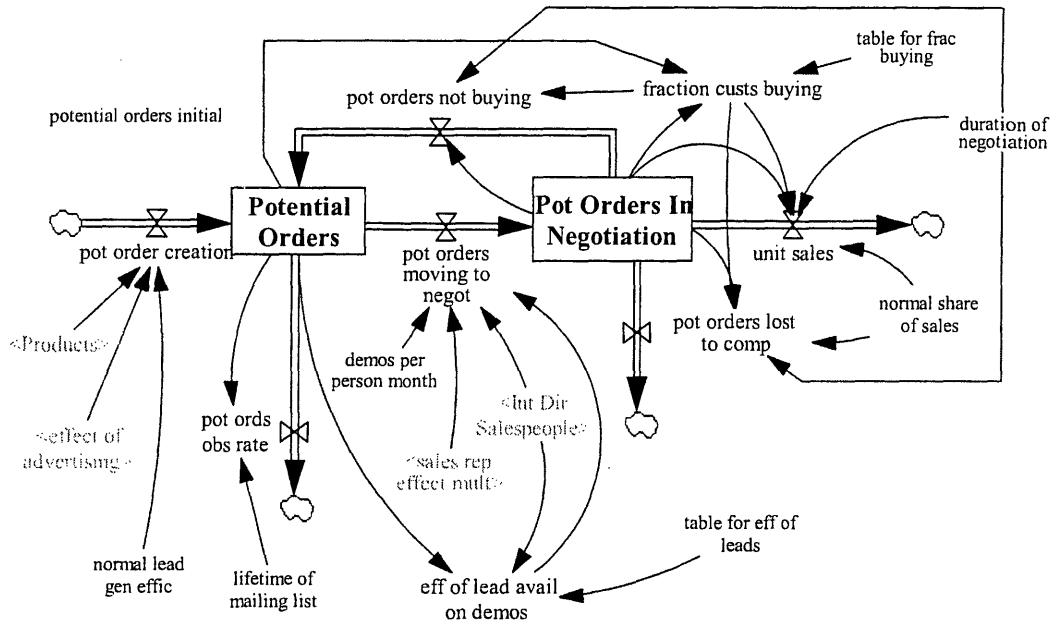 table for frac
buying
pot orders not buying
fraction custs buying
potential orders initial
duration of
negotiation
Potential
Orders
Pot Orders In
Negotiation
pot order creation
pot orders
moving to
negot
unit sales
normal share
of sales
pot orders lost
to comp
<Products>
demos per
person month
<Int Dir
Salespeople>
pot ords
obs rate
<effect of
advertising>
<sales rep
effect mult>
table for eff of
leads
normal lead
gen effic
lifetime of
mailing list
eff of lead avail
on demos